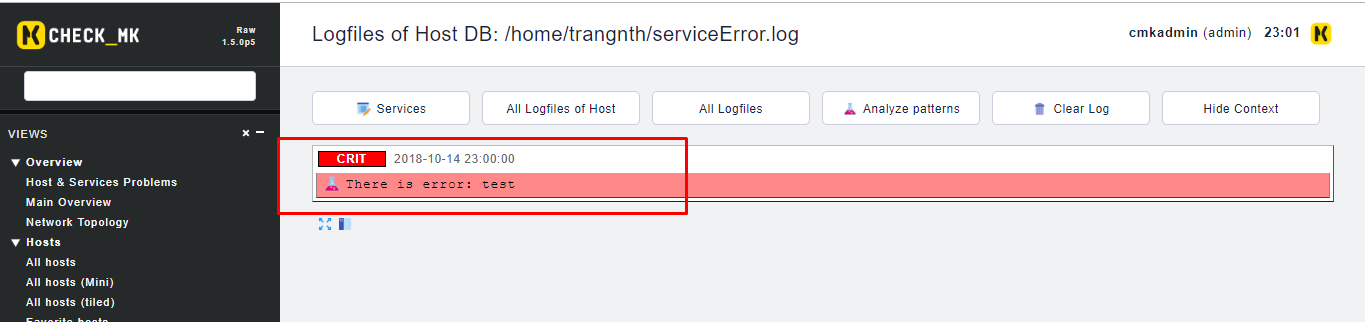 CHECK_MK
Raw
1.5.0p5
Logfiles of Host DB: /home/trangnth/serviceError.log
cmkadmin (admin) 23:01
Services
All Logfiles of Host
All Logfiles
Analyze patterns
Clear Log
Hide Context
VIEWS
Overview
Host & Services Problems
Main Overview
Network Topology
Hosts
All hosts
All hosts (Mini)
All hosts (tiled)
Favorite hosts
CRIT 2018-10-14 23:00:00
There is error: test